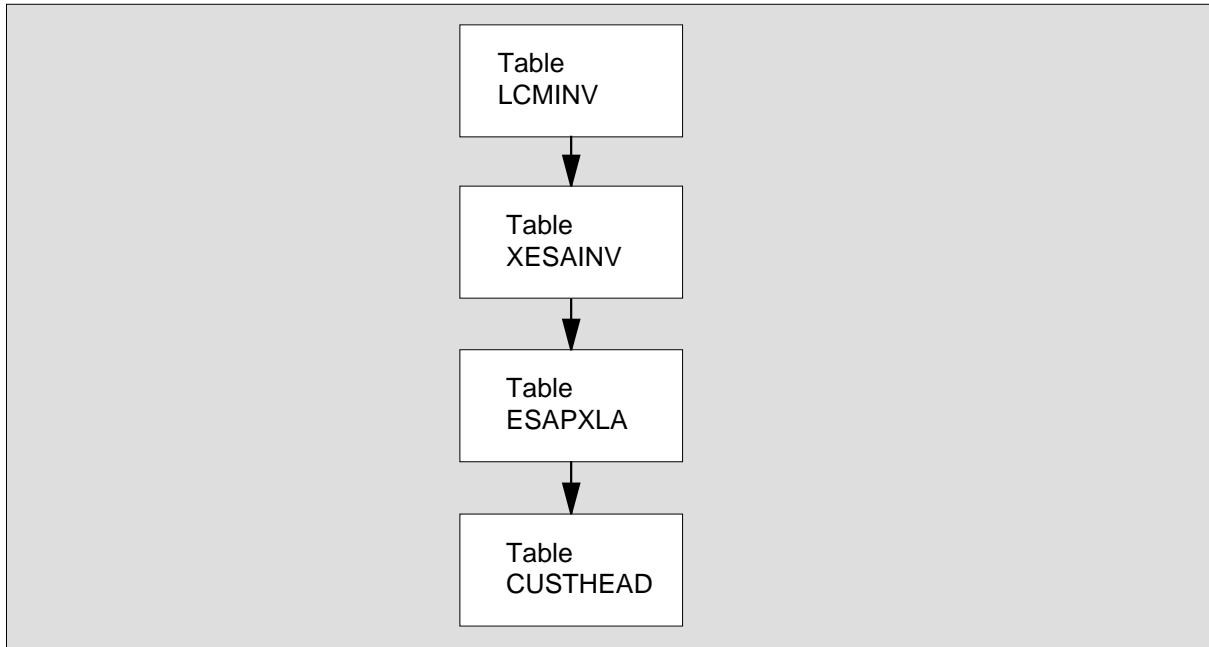 Table
LCMINV
Table
XESAINV
Table
ESAPXLA
Table
CUSTHEAD